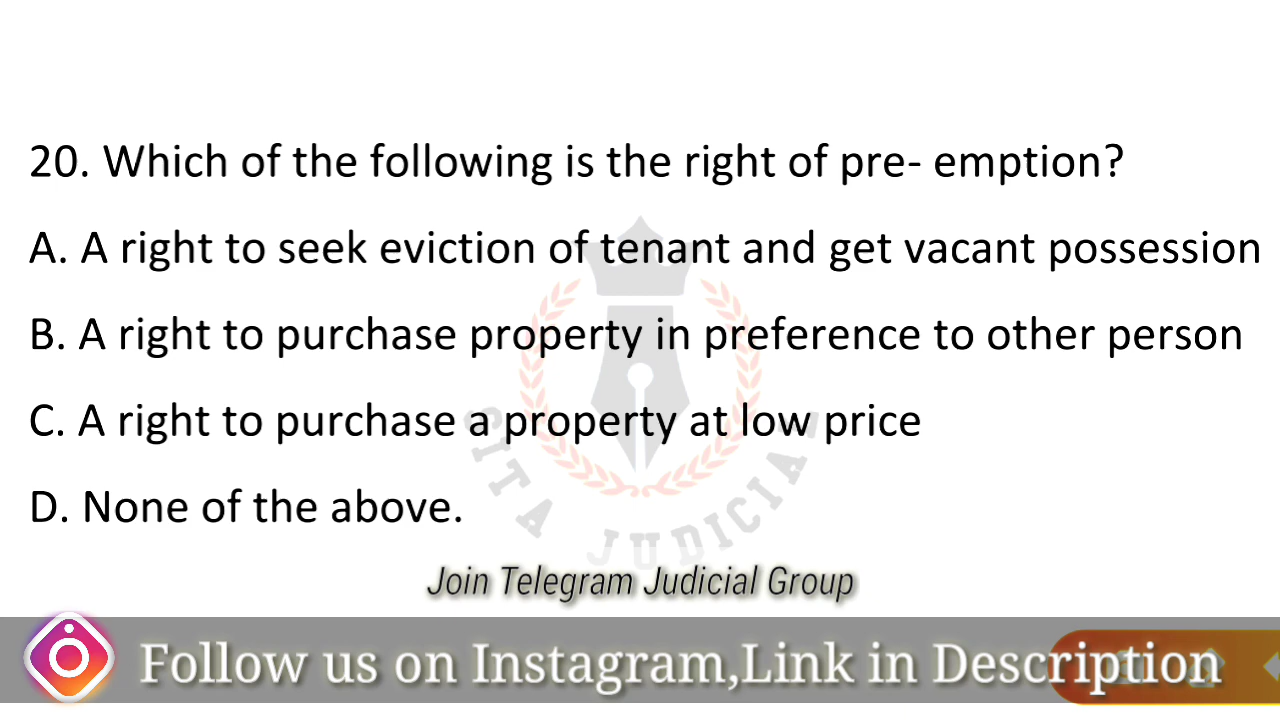 20. Which of the following is the right of pre- emption?
A. A right to seek eviction of tenant and get vacant possession
B. A right to purchase property in preference to other person
C. A right to purchase a property at low price
D. None of the above.
SITA JUDICIA
Join Telegram Judicial Group
Follow us on Instagram,Link in Description